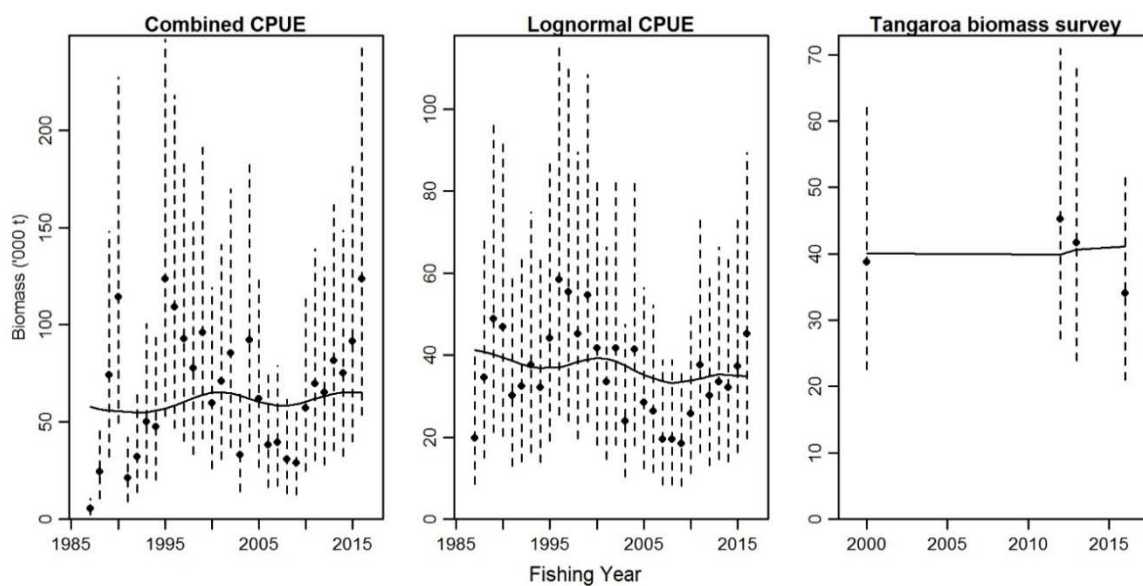 Combined CPUE
Lognormal CPUE
Tangaroa biomass survey
Biomass ('000 t)
0 50 100 150 200
1985 1995 2005 2015
0 20 40 60 80 100
1985 1995 2005 2015
0 10 20 30 40 50 60 70
2000 2005 2010 2015
Fishing Year